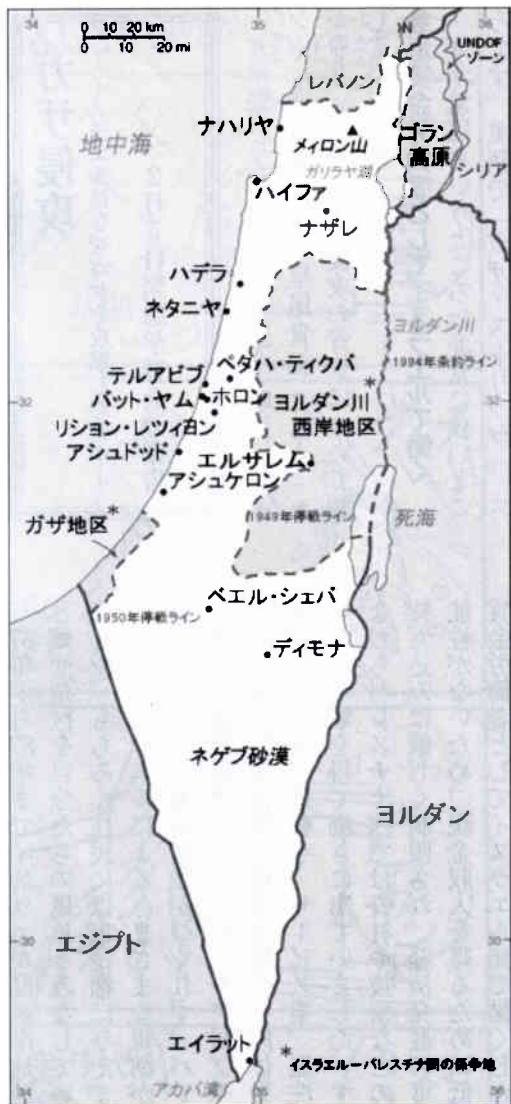 34
35
36
0 10 20 km
0 10 20 mi
UNDOF
ゾーン
レバノン
ナハリヤ
メイロン山
ゴラン
高原
地中海
ガリラヤ湖
シリア
ハイファ
ナザレ
ハデラ
ネタニヤ
ヨルダン川
1994年条約ライン
ペタハ・ティクバ
テルアビブ
32
バット・ヤム
ホロン
ヨルダン川
西岸地区
*
32
リション・レツィヨン
アシュドッド
エルサレム
アシュケロン
ガザ地区
*
1949年停戦ライン
死海
1950年停戦ライン
ベエル・シェバ
ディモナ
ネゲブ砂漠
ヨルダン
エジプト
30
30
エイラット
*
イスラエルーパレスチナ間の係争地
アカバ湾
34
35
36